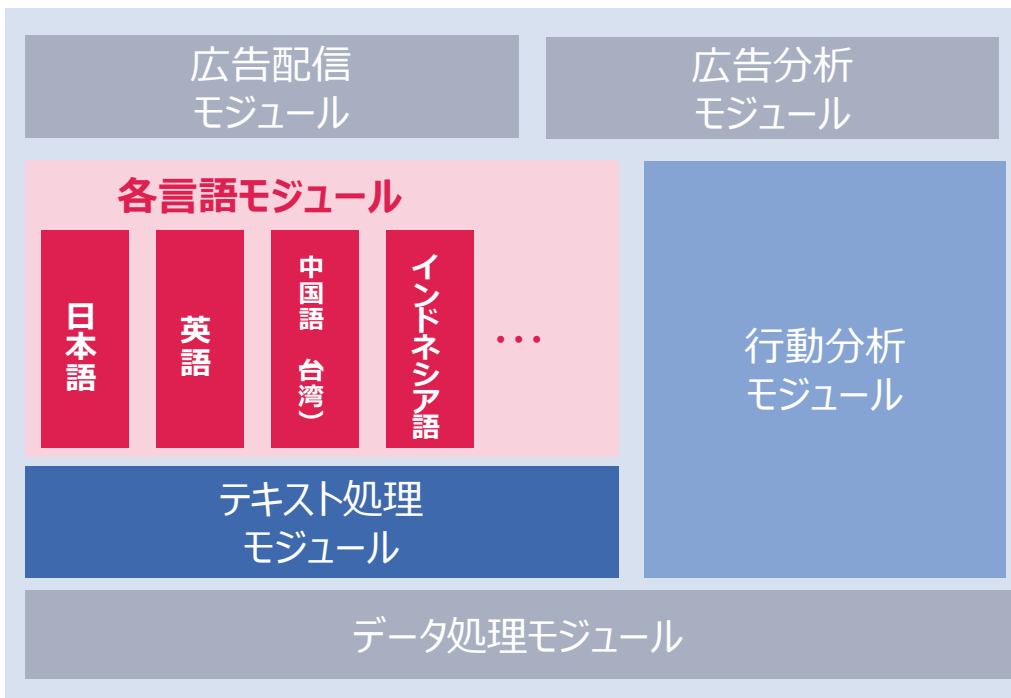 広告配信
モジュール
広告分析
モジュール
各言語モジュール
日本語
英語
中国語　台湾）
インドネシア語
…
行動分析
モジュール
テキスト処理
モジュール
データ処理モジュール